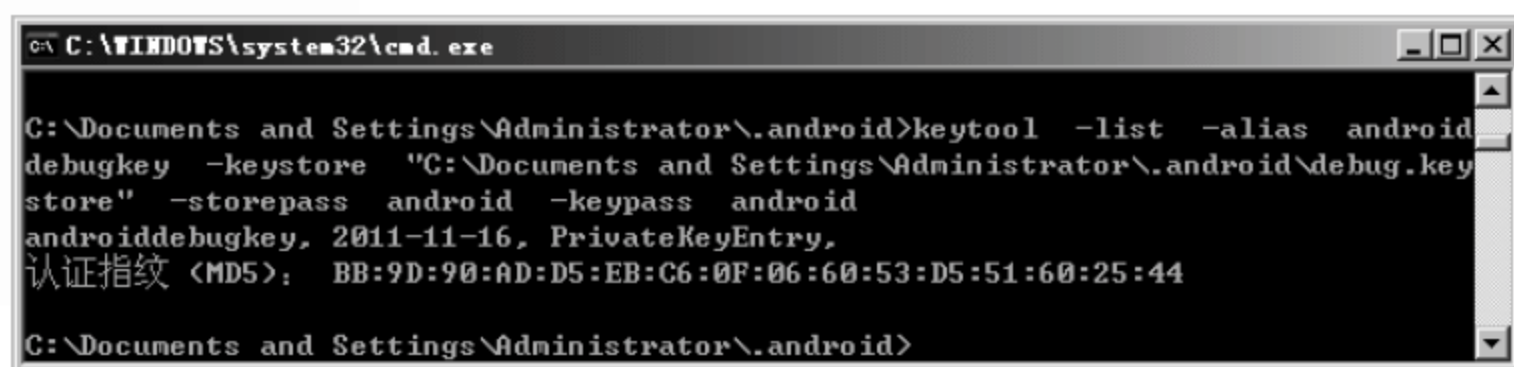 C:\WINDOWS\system32\cmd.exe
C:\Documents and Settings\Administrator\.android>keytool -list -alias android
debugkey -keystore "C:\Documents and Settings\Administrator\.android\debug.key
store" -storepass android -keypass android
androiddebugkey, 2011-11-16, PrivateKeyEntry,
认证指纹 (MD5): BB:9D:90:AD:D5:EB:C6:0F:06:60:53:D5:51:60:25:44
C:\Documents and Settings\Administrator\.android>